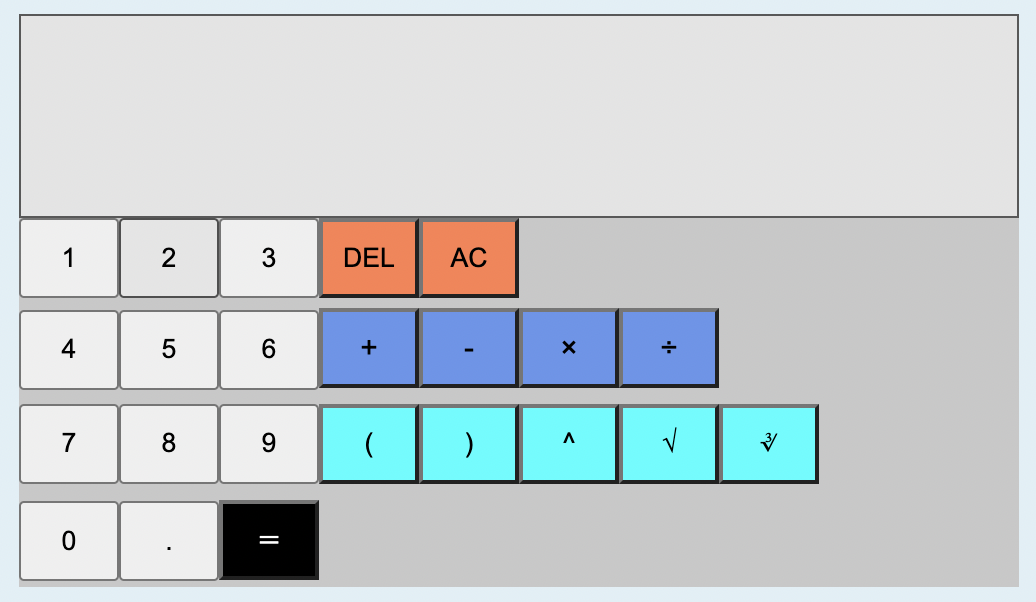 1 2 3 DEL AC
4 5 6 + - × ÷
7 8 9 ( ) ^ √ ∛
0 . =